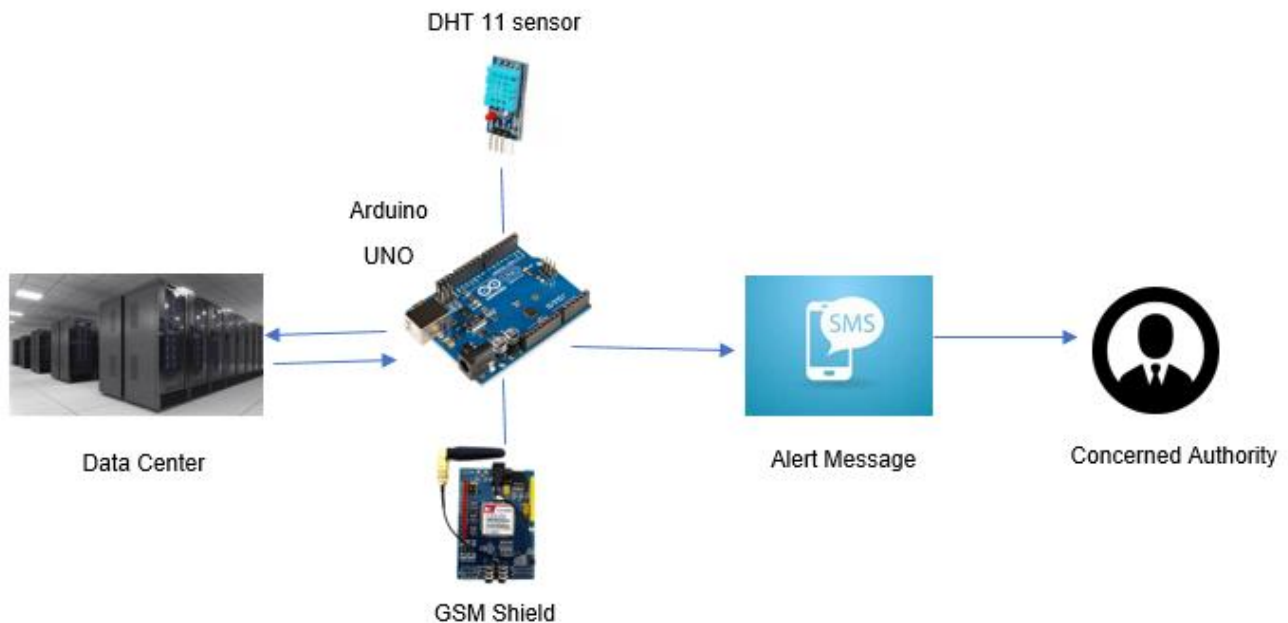 DHT 11 sensor
Arduino
UNO
SMS
Data Center
Alert Message
Concerned Authority
GSM Shield